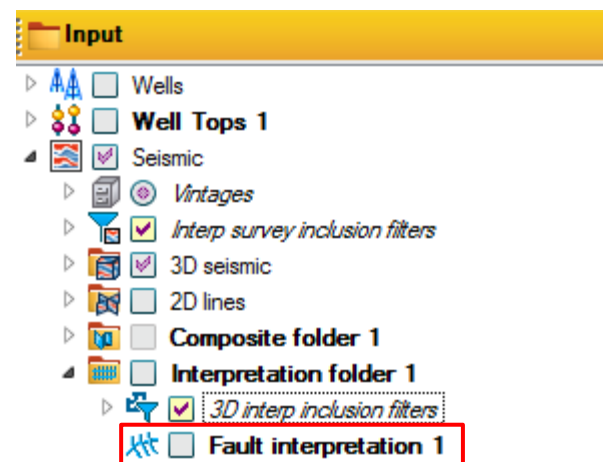 Input
Wells
Well Tops 1
Seismic
Vintages
Interp survey inclusion filters
3D seismic
2D lines
Composite folder 1
Interpretation folder 1
3D interp inclusion filters
Fault interpretation 1